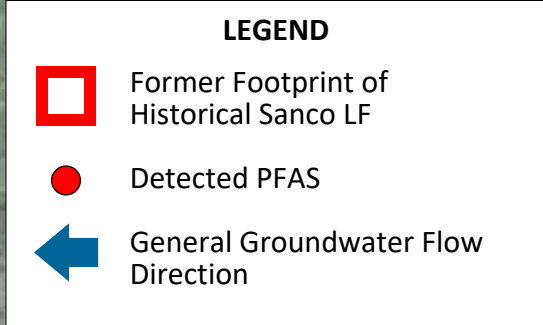 LEGEND
Former Footprint of
Historical Sanco LF
Detected PFAS
General Groundwater Flow
Direction